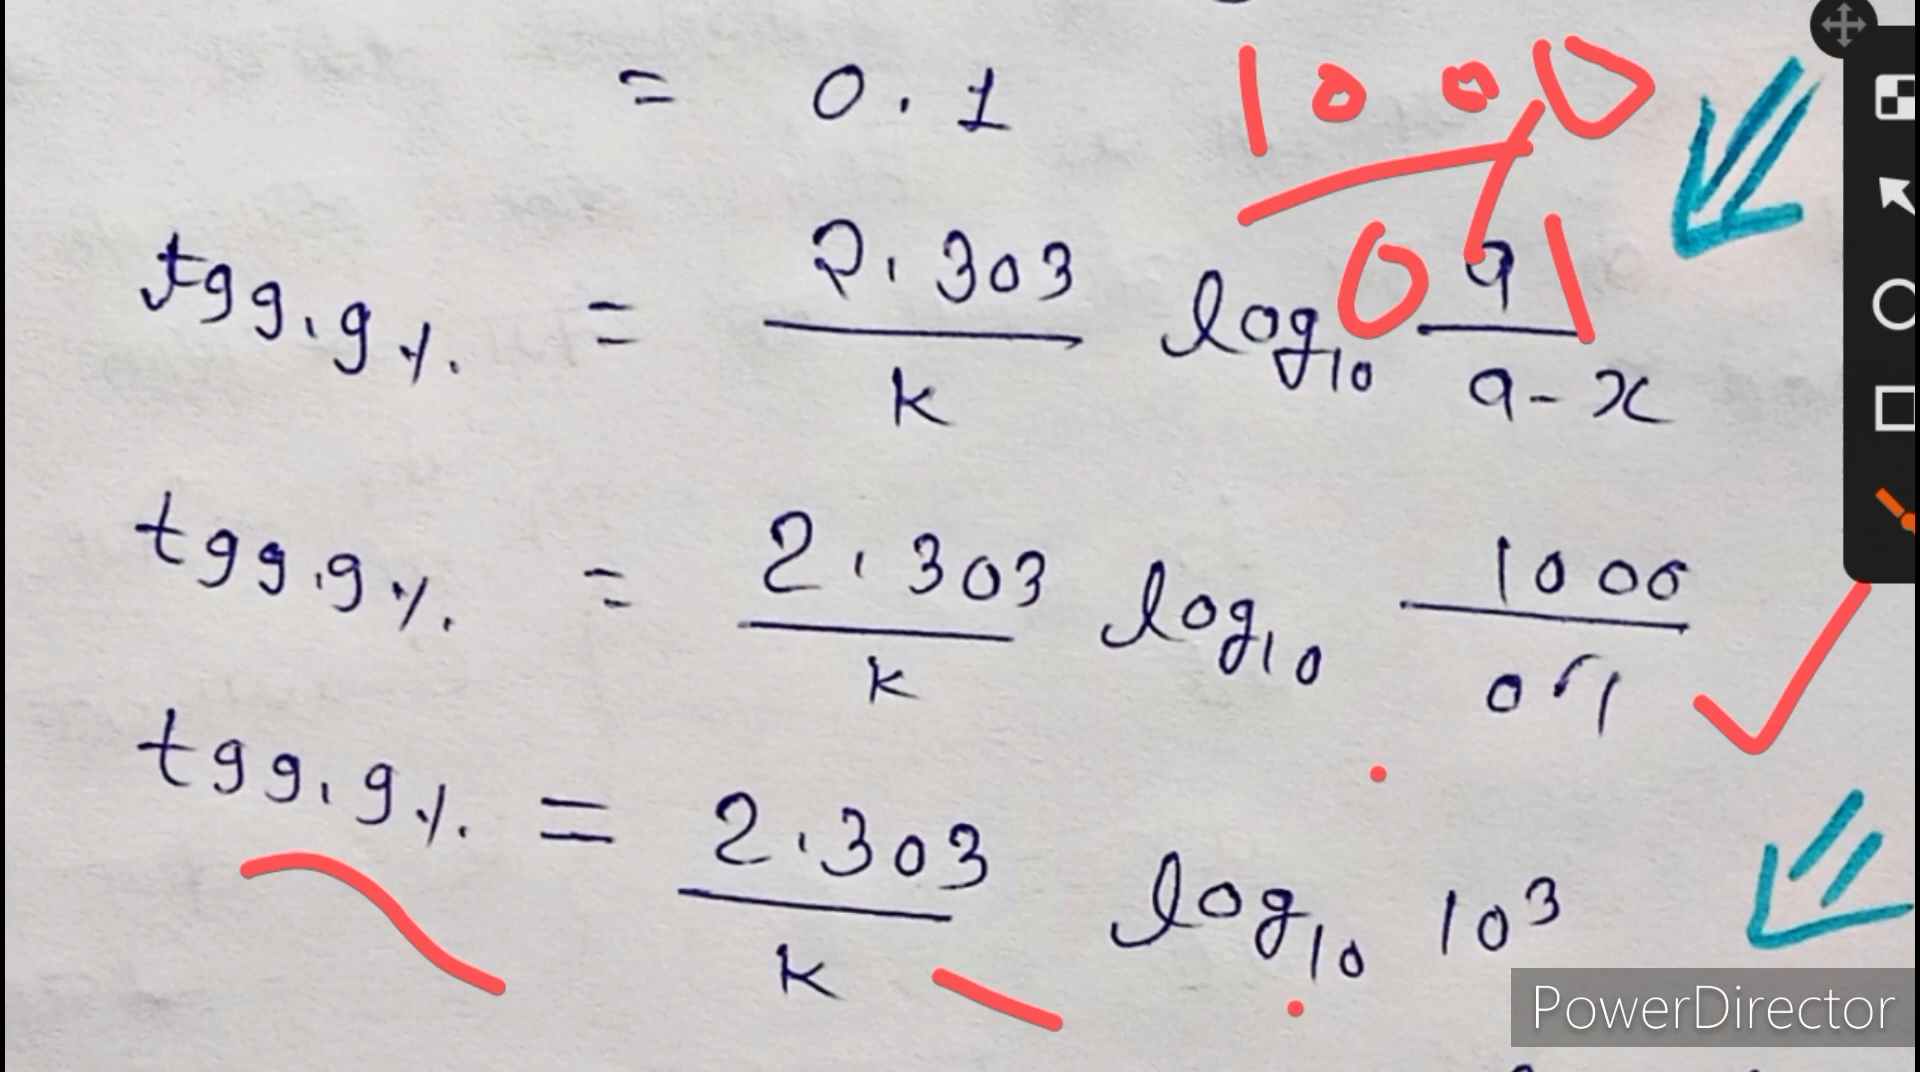 = 0.1
1000
0.1
t99.9%. = 2.303/k log10 a/a-x
t99.9%. = 2.303/k log10 1000/0.1
t99.9%. = 2.303/k log10 10³
PowerDirector